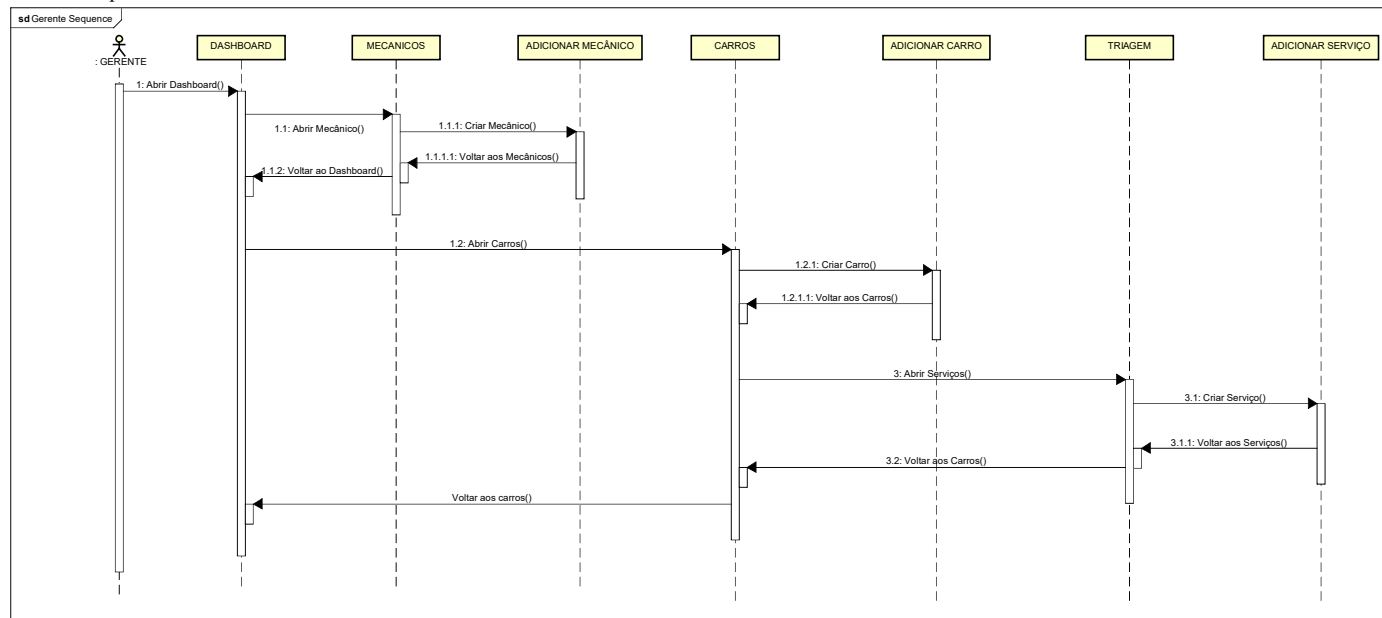 sd Gerente Sequence
: GERENTE
DASHBOARD
MECANICOS
ADICIONAR MECÂNICO
CARROS
ADICIONAR CARRO
TRIAGEM
ADICIONAR SERVIÇO
1: Abrir Dashboard()
1.1: Abrir Mecânico()
1.1.1: Criar Mecânico()
1.1.1.1: Voltar aos Mecânicos()
1.1.2: Voltar ao Dashboard()
1.2: Abrir Carros()
1.2.1: Criar Carro()
1.2.1.1: Voltar aos Carros()
3: Abrir Serviços()
3.1: Criar Serviço()
3.1.1: Voltar aos Serviços()
3.2: Voltar aos Carros()
Voltar aos carros()